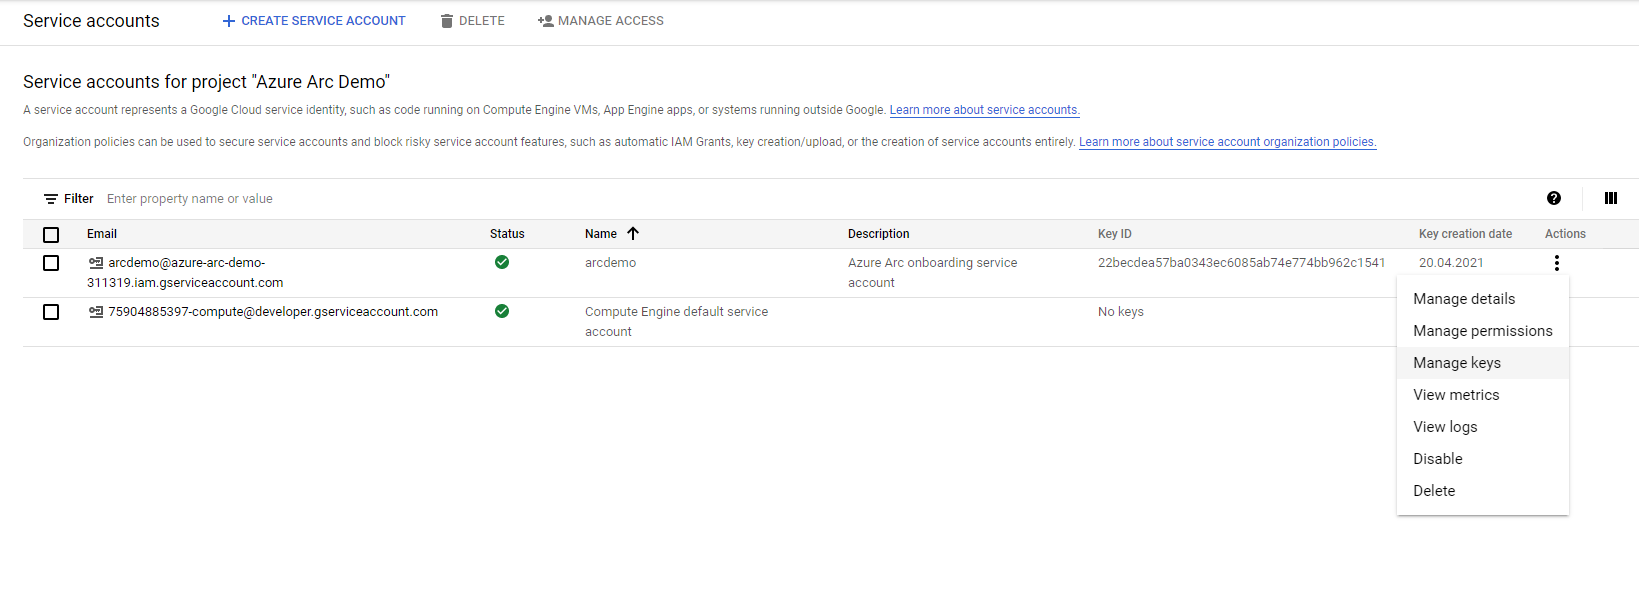 Service accounts
CREATE SERVICE ACCOUNT
DELETE
MANAGE ACCESS
Service accounts for project "Azure Arc Demo"
A service account represents a Google Cloud service identity, such as code running on Compute Engine VMs, App Engine apps, or systems running outside Google. Learn more about service accounts.
Organization policies can be used to secure service accounts and block risky service account features, such as automatic IAM Grants, key creation/upload, or the creation of service accounts entirely. Learn more about service account organization policies.
Filter Enter property name or value
Email Status Name Description Key ID Key creation date Actions
arcdemo@azure-arc-demo- arcdemo Azure Arc onboarding service 22becdea57ba0343ec6085ab74e774bb962c1541 20.04.2021
311319.iam.gserviceaccount.com account
75904885397-compute@developer.gserviceaccount.com Compute Engine default service No keys
account
Manage details
Manage permissions
Manage keys
View metrics
View logs
Disable
Delete